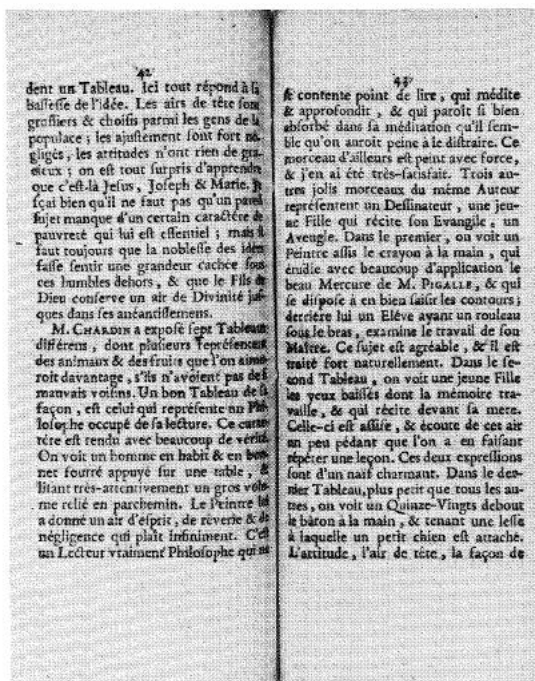 42
dent un Tableau. Ici tout répond à la
bassesse de l'idée. Les airs de tête sont
grossiers & choisis parmi les gens de la
populace ; les ajustement sont fort né-
gligés, les attitudes n'ont rien de gra-
cieux ; on est tout surpris d'apprendre
que c'est-là Jesus, Joseph & Marie. Je
sçai bien qu'il ne faut pas qu'un pareil
sujet manque d'un certain caractére de
pauvreté qui lui est essentiel ; mais il
faut toujours que la noblesse des idées
fasse sentir une grandeur cachée sous
ces humbles dehors, & que le Fils de
Dieu conserve un air de Divinité jus-
ques dans ses anéantissemens.
M. CHARDIN a exposé sept Tableaux
différens, dont plusieurs représentent
des animaux & des fruits que l'on aime-
roit davantage, s'ils n'avoient pas de si
mauvais voisins. Un bon Tableau de sa
façon, est celui qui représente un Phi-
losophe occupé de sa lecture. Ce carac-
tére est rendu avec beaucoup de vérité.
On voit un homme en habit & en bon-
net fourré appuyé sur une table, &
lisant très-attentivement un gros volu-
me relié en parchemin. Le Peintre lui
a donné un air d'esprit, de rêverie & de
négligence qui plaît infiniment. C'est
un Lecteur vraiment Philosophe qui ne
43
se contente point de lire, qui médite
& approfondit, & qui paroît si bien
absorbé dans sa méditation qu'il sem-
ble qu'on auroit peine à le distraire. Ce
morceau d'ailleurs est peint avec force,
& j'en ai été très-satisfait. Trois au-
tres jolis morceaux du même Auteur
représentent un Dessinateur, une jeu-
ne Fille qui récite son Evangile, un
Aveugle. Dans le premier, on voit un
Peintre assis le crayon à la main, qui
étudie avec beaucoup d'application le
beau Mercure de M. PIGALLE, & qui
se dispose à en bien saisir les contours ;
derrière lui un Elève ayant un rouleau
sous le bras, examine le travail de son
Maître. Ce sujet est agréable, & il est
traité fort naturellement. Dans le se-
cond Tableau, on voit une jeune Fille
les yeux baissés dont la mémoire tra-
vaille, & qui récite devant sa mere.
Celle-ci est assise, & écoute de cet air
un peu pédant que l'on a en faisant
répéter une leçon. Ces deux expressions
sont d'un naïf charmant. Dans le der-
nier Tableau, plus petit que tous les au-
tres, on voit un Quinze-Vingts debout
le bâton à la main, & tenant une lesse
à laquelle un petit chien est attaché.
L'attitude, l'air de tête, la façon de